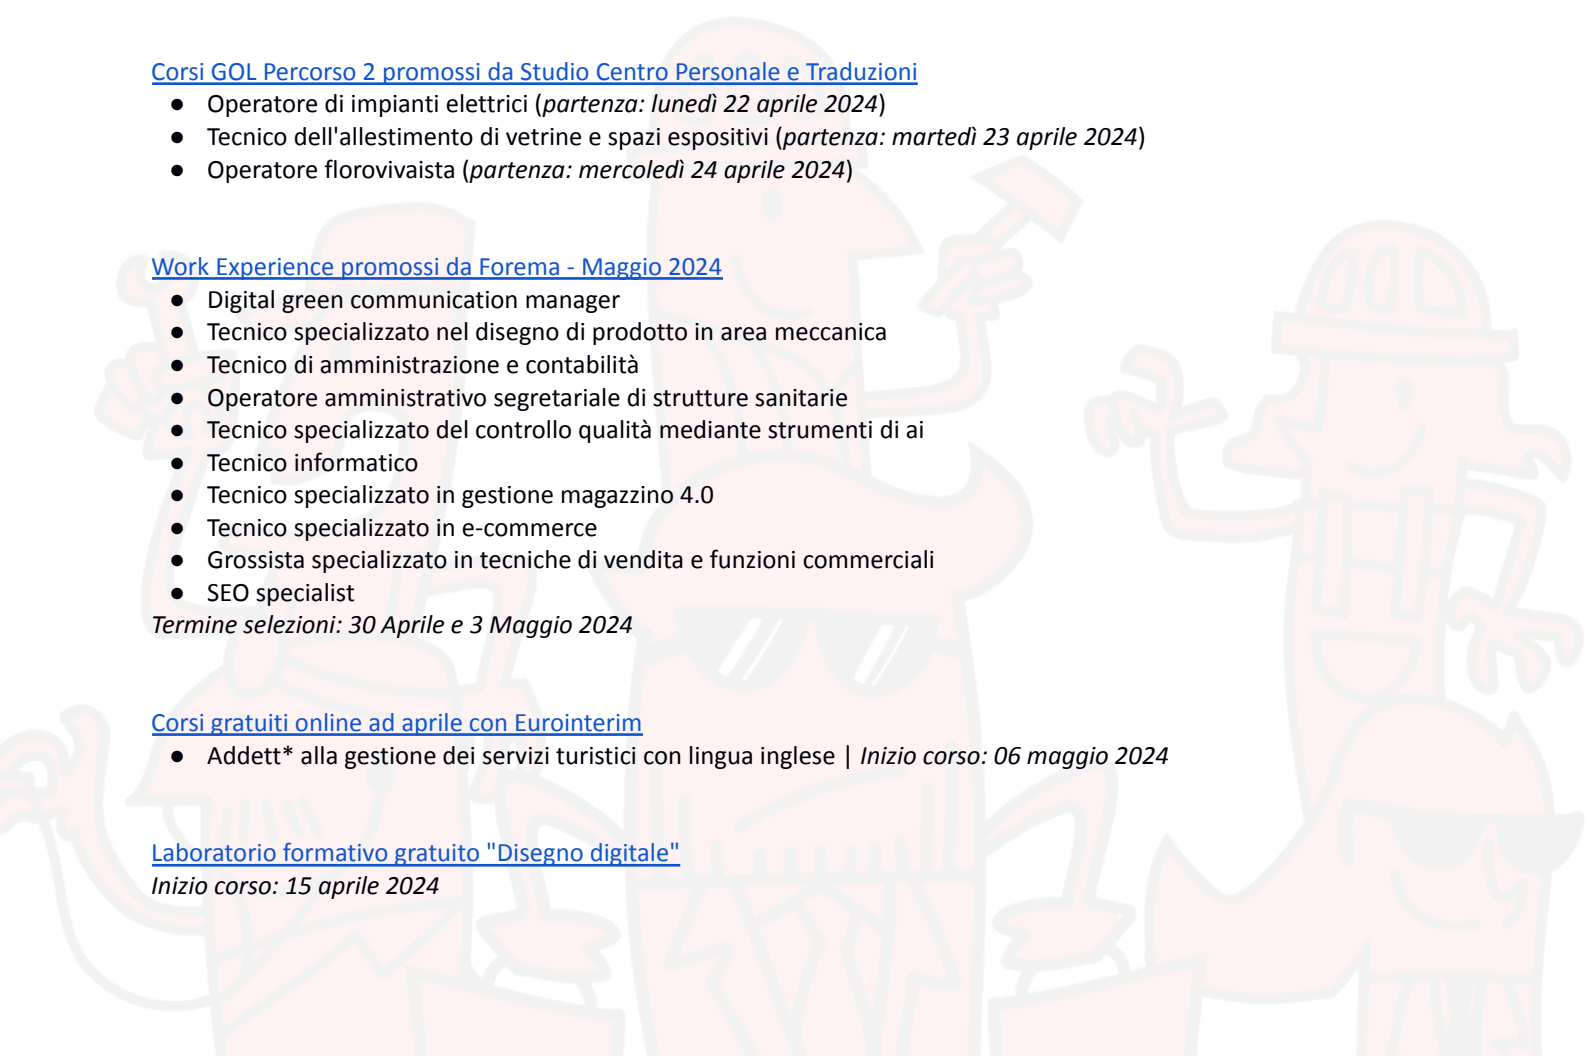 Corsi GOL Percorso 2 promossi da Studio Centro Personale e Traduzioni
● Operatore di impianti elettrici (partenza: lunedì 22 aprile 2024)
● Tecnico dell'allestimento di vetrine e spazi espositivi (partenza: martedì 23 aprile 2024)
● Operatore florovivaista (partenza: mercoledì 24 aprile 2024)
Work Experience promossi da Forema - Maggio 2024
● Digital green communication manager
● Tecnico specializzato nel disegno di prodotto in area meccanica
● Tecnico di amministrazione e contabilità
● Operatore amministrativo segretariale di strutture sanitarie
● Tecnico specializzato del controllo qualità mediante strumenti di ai
● Tecnico informatico
● Tecnico specializzato in gestione magazzino 4.0
● Tecnico specializzato in e-commerce
● Grossista specializzato in tecniche di vendita e funzioni commerciali
● SEO specialist
Termine selezioni: 30 Aprile e 3 Maggio 2024
Corsi gratuiti online ad aprile con Eurointerim
● Addett* alla gestione dei servizi turistici con lingua inglese | Inizio corso: 06 maggio 2024
Laboratorio formativo gratuito "Disegno digitale"
Inizio corso: 15 aprile 2024